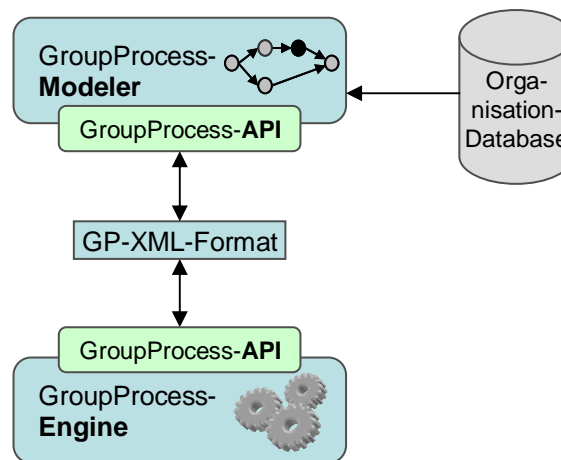 GroupProcess-
Modeler
GroupProcess-API
Orga-
nisation-
Database
GP-XML-Format
GroupProcess-API
GroupProcess-
Engine